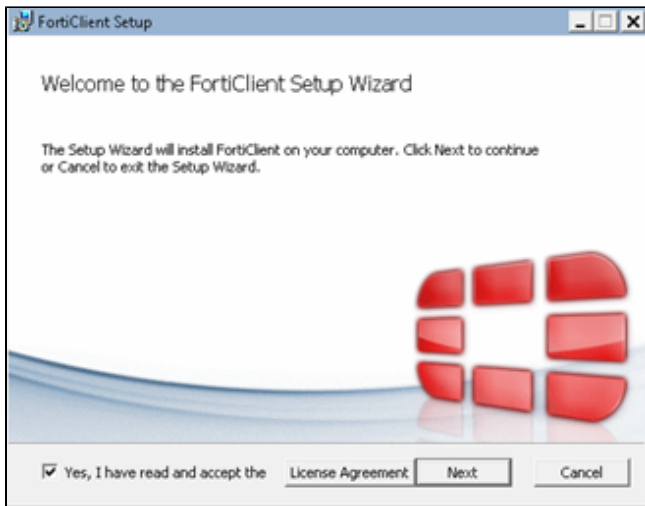 FortiClient Setup
Welcome to the FortiClient Setup Wizard
The Setup Wizard will install FortiClient on your computer. Click Next to continue
or Cancel to exit the Setup Wizard.
Yes, I have read and accept the License Agreement Next Cancel